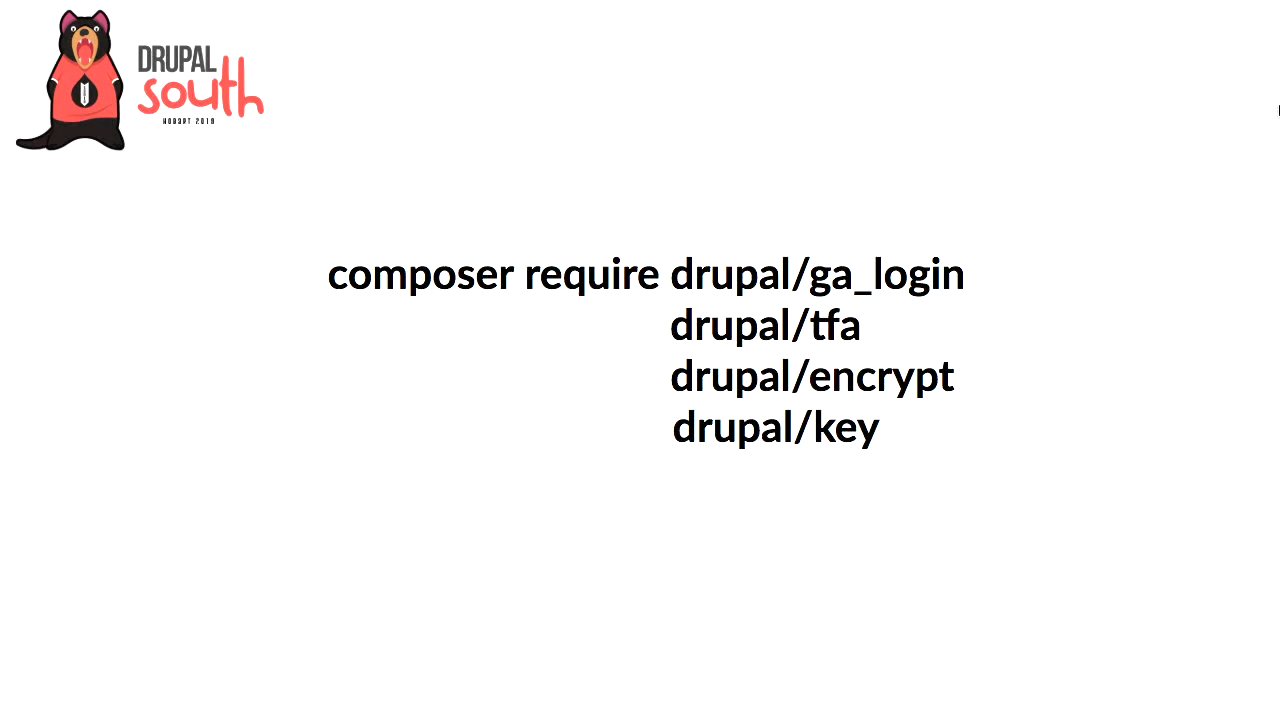 DRUPAL
south
HOBART 2019
composer require drupal/ga_login
drupal/tfa
drupal/encrypt
drupal/key